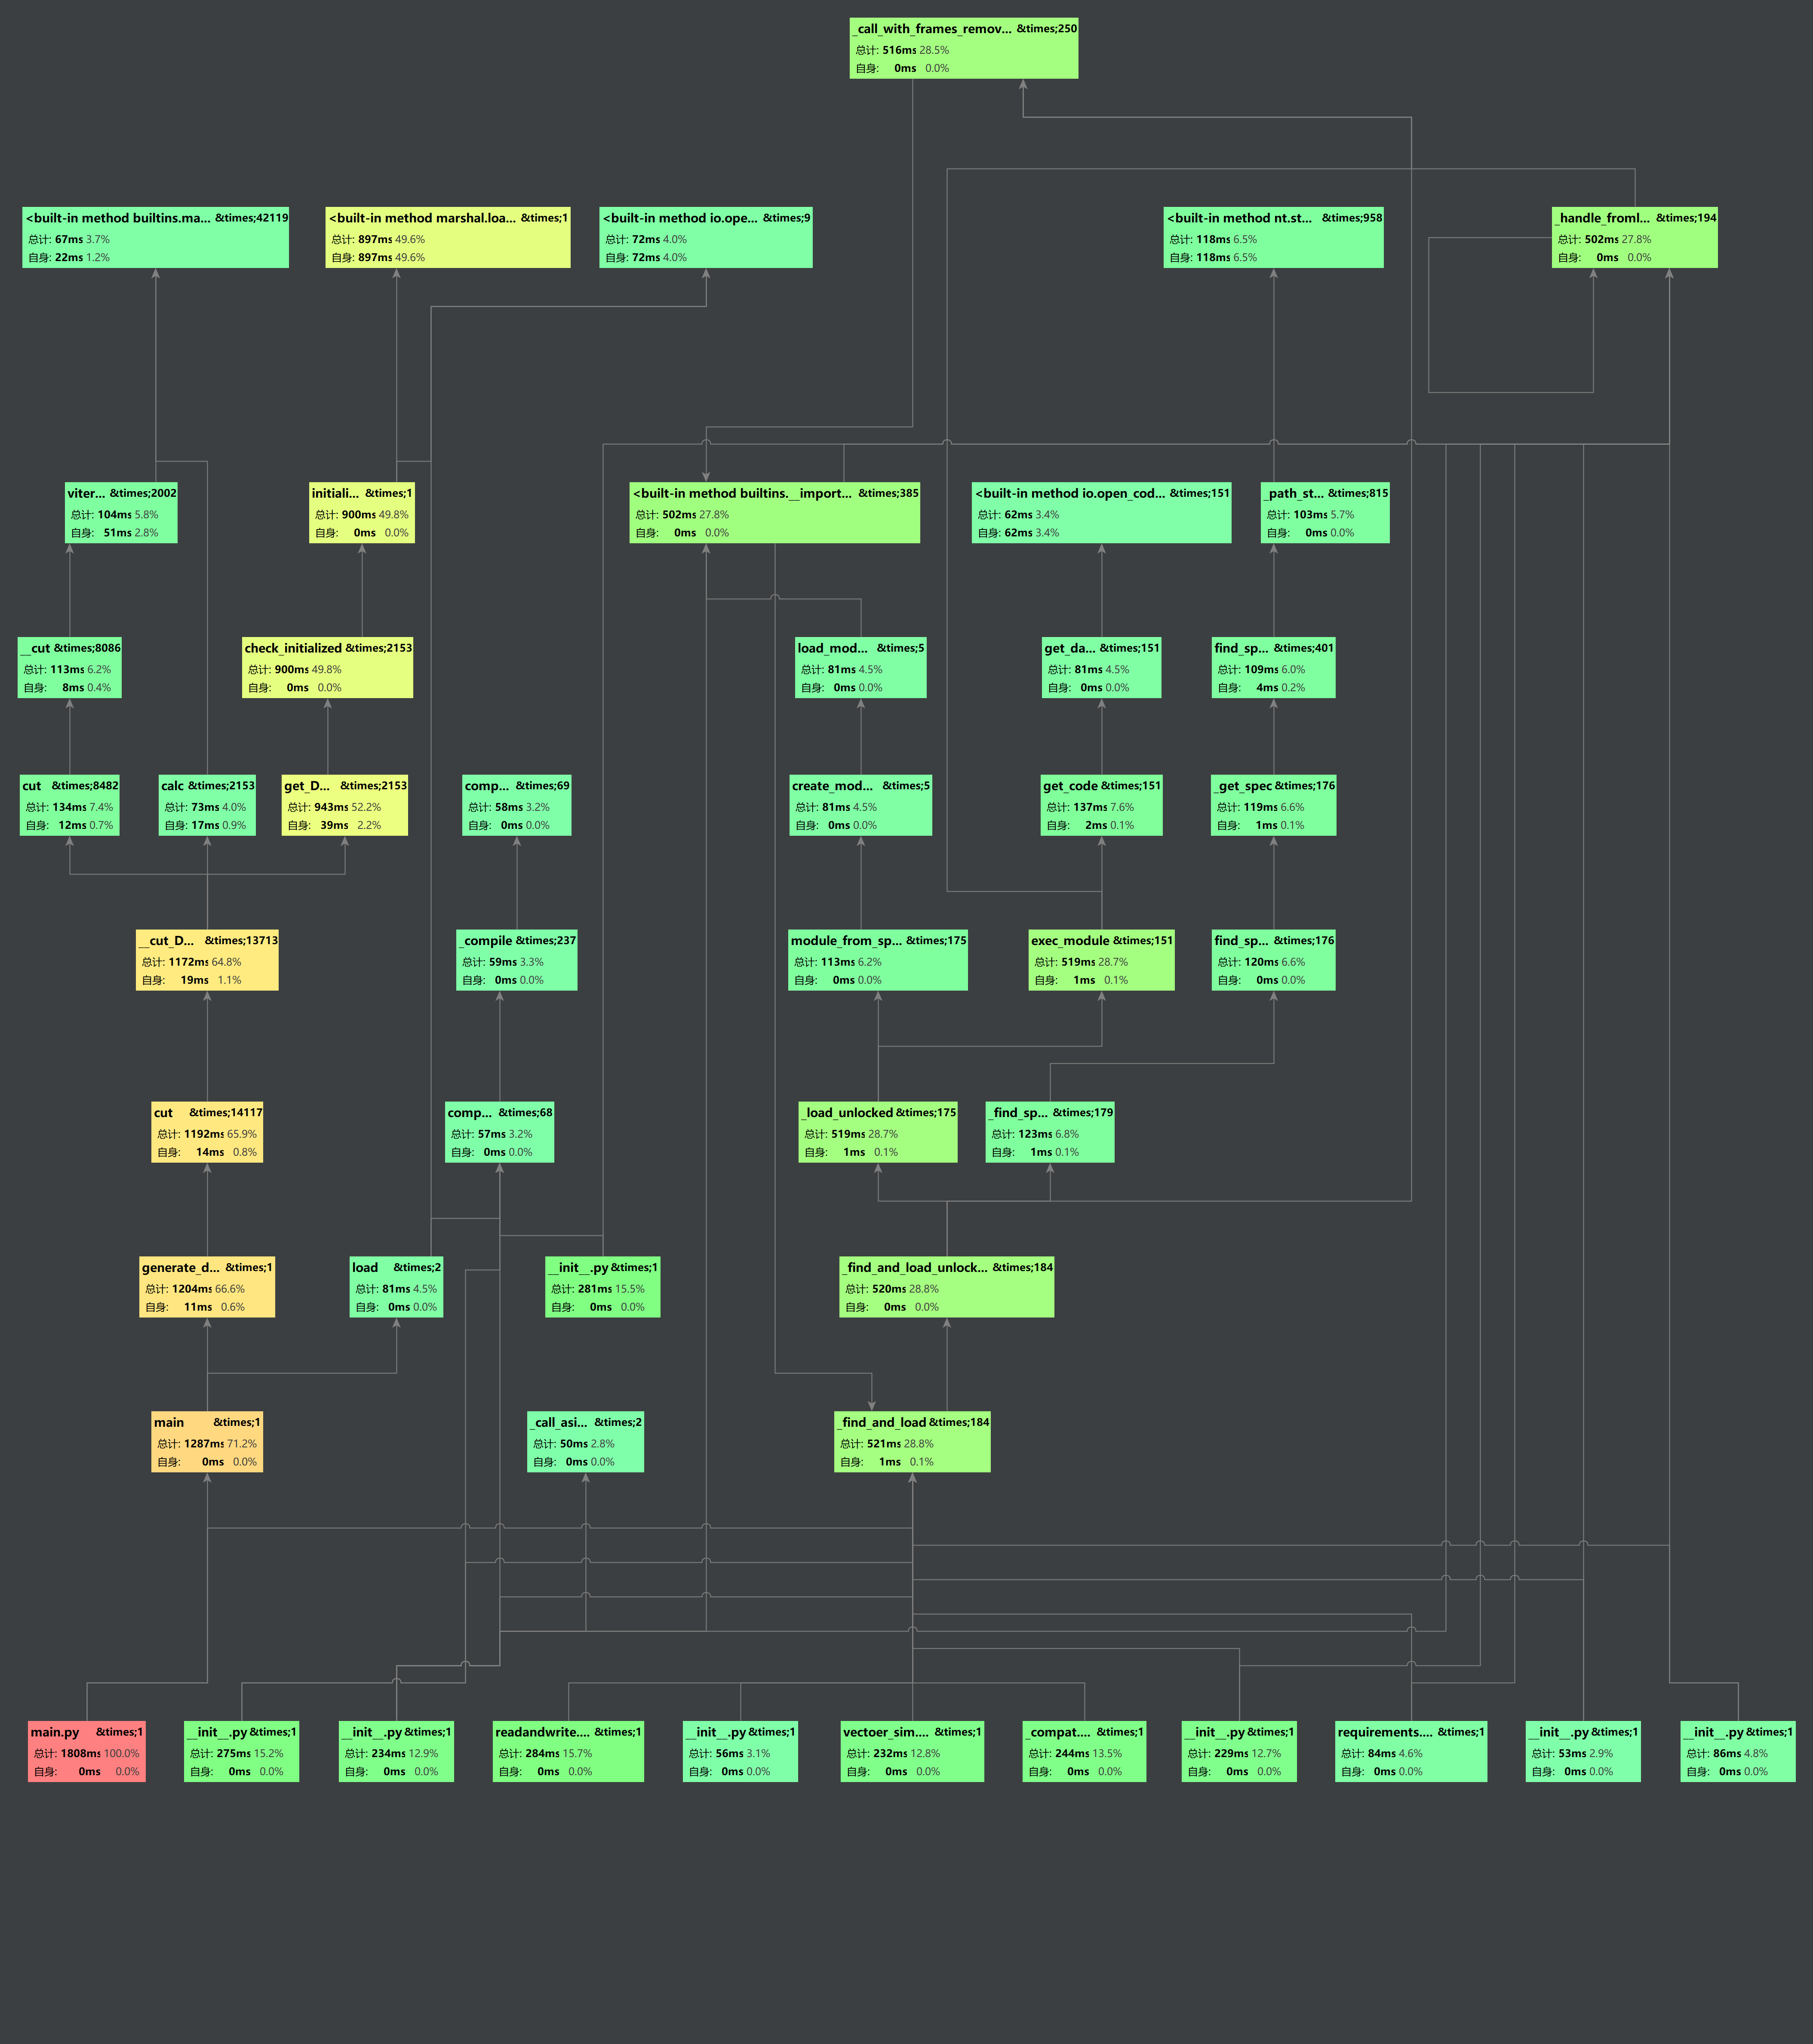 _call_with_frames_remov... &times;250
总计: 516ms 28.5%
自身: 0ms 0.0%
<built-in method builtins.ma... &times;42119
总计: 67ms 3.7%
自身: 22ms 1.2%
<built-in method marshal.loa... &times;1
总计: 897ms 49.6%
自身: 897ms 49.6%
<built-in method io.ope... &times;9
总计: 72ms 4.0%
自身: 72ms 4.0%
<built-in method nt.st... &times;958
总计: 118ms 6.5%
自身: 118ms 6.5%
_handle_froml... &times;194
总计: 502ms 27.8%
自身: 0ms 0.0%
viter... &times;2002
总计: 104ms 5.8%
自身: 51ms 2.8%
initiali... &times;1
总计: 900ms 49.8%
自身: 0ms 0.0%
<built-in method builtins.__import... &times;385
总计: 502ms 27.8%
自身: 0ms 0.0%
<built-in method io.open_cod... &times;151
总计: 62ms 3.4%
自身: 62ms 3.4%
_path_st... &times;815
总计: 103ms 5.7%
自身: 0ms 0.0%
__cut &times;8086
总计: 113ms 6.2%
自身: 8ms 0.4%
check_initialized &times;2153
总计: 900ms 49.8%
自身: 0ms 0.0%
load_mod... &times;5
总计: 81ms 4.5%
自身: 0ms 0.0%
get_da... &times;151
总计: 81ms 4.5%
自身: 0ms 0.0%
find_sp... &times;401
总计: 109ms 6.0%
自身: 4ms 0.2%
cut &times;8482
总计: 134ms 7.4%
自身: 12ms 0.7%
calc &times;2153
总计: 73ms 4.0%
自身: 17ms 0.9%
get_D... &times;2153
总计: 943ms 52.2%
自身: 39ms 2.2%
comp... &times;69
总计: 58ms 3.2%
自身: 0ms 0.0%
create_mod... &times;5
总计: 81ms 4.5%
自身: 0ms 0.0%
get_code &times;151
总计: 137ms 7.6%
自身: 2ms 0.1%
_get_spec &times;176
总计: 119ms 6.6%
自身: 1ms 0.1%
__cut_D... &times;13713
总计: 1172ms 64.8%
自身: 19ms 1.1%
_compile &times;237
总计: 59ms 3.3%
自身: 0ms 0.0%
module_from_sp... &times;175
总计: 113ms 6.2%
自身: 0ms 0.0%
exec_module &times;151
总计: 519ms 28.7%
自身: 1ms 0.1%
find_sp... &times;176
总计: 120ms 6.6%
自身: 0ms 0.0%
cut &times;14117
总计: 1192ms 65.9%
自身: 14ms 0.8%
comp... &times;68
总计: 57ms 3.2%
自身: 0ms 0.0%
_load_unlocked &times;175
总计: 519ms 28.7%
自身: 1ms 0.1%
_find_sp... &times;179
总计: 123ms 6.8%
自身: 1ms 0.1%
generate_d... &times;1
总计: 1204ms 66.6%
自身: 11ms 0.6%
load &times;2
总计: 81ms 4.5%
自身: 0ms 0.0%
__init__.py &times;1
总计: 281ms 15.5%
自身: 0ms 0.0%
_find_and_load_unlock... &times;184
总计: 520ms 28.8%
自身: 0ms 0.0%
main &times;1
总计: 1287ms 71.2%
自身: 0ms 0.0%
_call_asi... &times;2
总计: 50ms 2.8%
自身: 0ms 0.0%
_find_and_load &times;184
总计: 521ms 28.8%
自身: 1ms 0.1%
main.py &times;1
总计: 1808ms 100.0%
自身: 0ms 0.0%
__init__.py &times;1
总计: 275ms 15.2%
自身: 0ms 0.0%
__init__.py &times;1
总计: 234ms 12.9%
自身: 0ms 0.0%
readandwrite.... &times;1
总计: 284ms 15.7%
自身: 0ms 0.0%
__init__.py &times;1
总计: 56ms 3.1%
自身: 0ms 0.0%
vectoer_sim.... &times;1
总计: 232ms 12.8%
自身: 0ms 0.0%
_compat.... &times;1
总计: 244ms 13.5%
自身: 0ms 0.0%
__init__.py &times;1
总计: 229ms 12.7%
自身: 0ms 0.0%
requirements.... &times;1
总计: 84ms 4.6%
自身: 0ms 0.0%
__init__.py &times;1
总计: 53ms 2.9%
自身: 0ms 0.0%
__init__.py &times;1
总计: 86ms 4.8%
自身: 0ms 0.0%